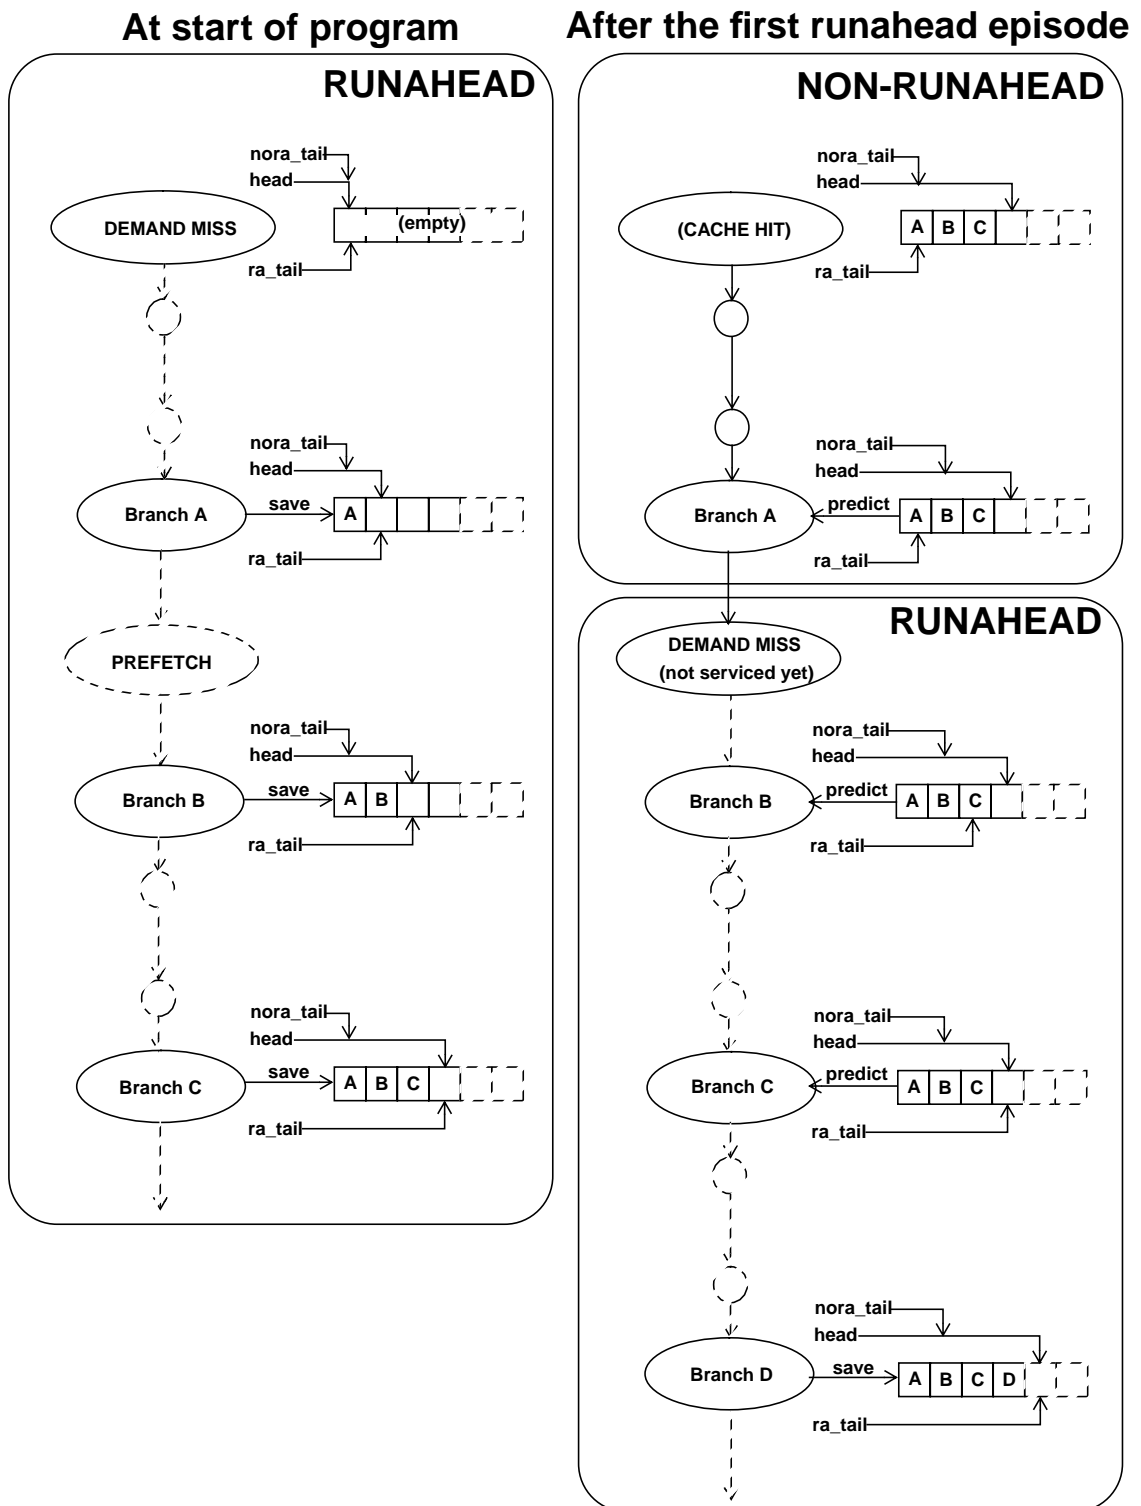 At start of program
RUNAHEAD
nora_tail
head
DEMAND MISS
(empty)
ra_tail
nora_tail
head
Branch A
save
A
ra_tail
PREFETCH
nora_tail
head
Branch B
save
A B
ra_tail
nora_tail
head
Branch C
save
A B C
ra_tail
After the first runahead episode
NON-RUNAHEAD
nora_tail
head
(CACHE HIT)
A B C
ra_tail
nora_tail
head
Branch A
predict
A B C
ra_tail
RUNAHEAD
DEMAND MISS
(not serviced yet)
nora_tail
head
Branch B
predict
A B C
ra_tail
nora_tail
head
Branch C
predict
A B C
ra_tail
nora_tail
head
Branch D
save
A B C D
ra_tail